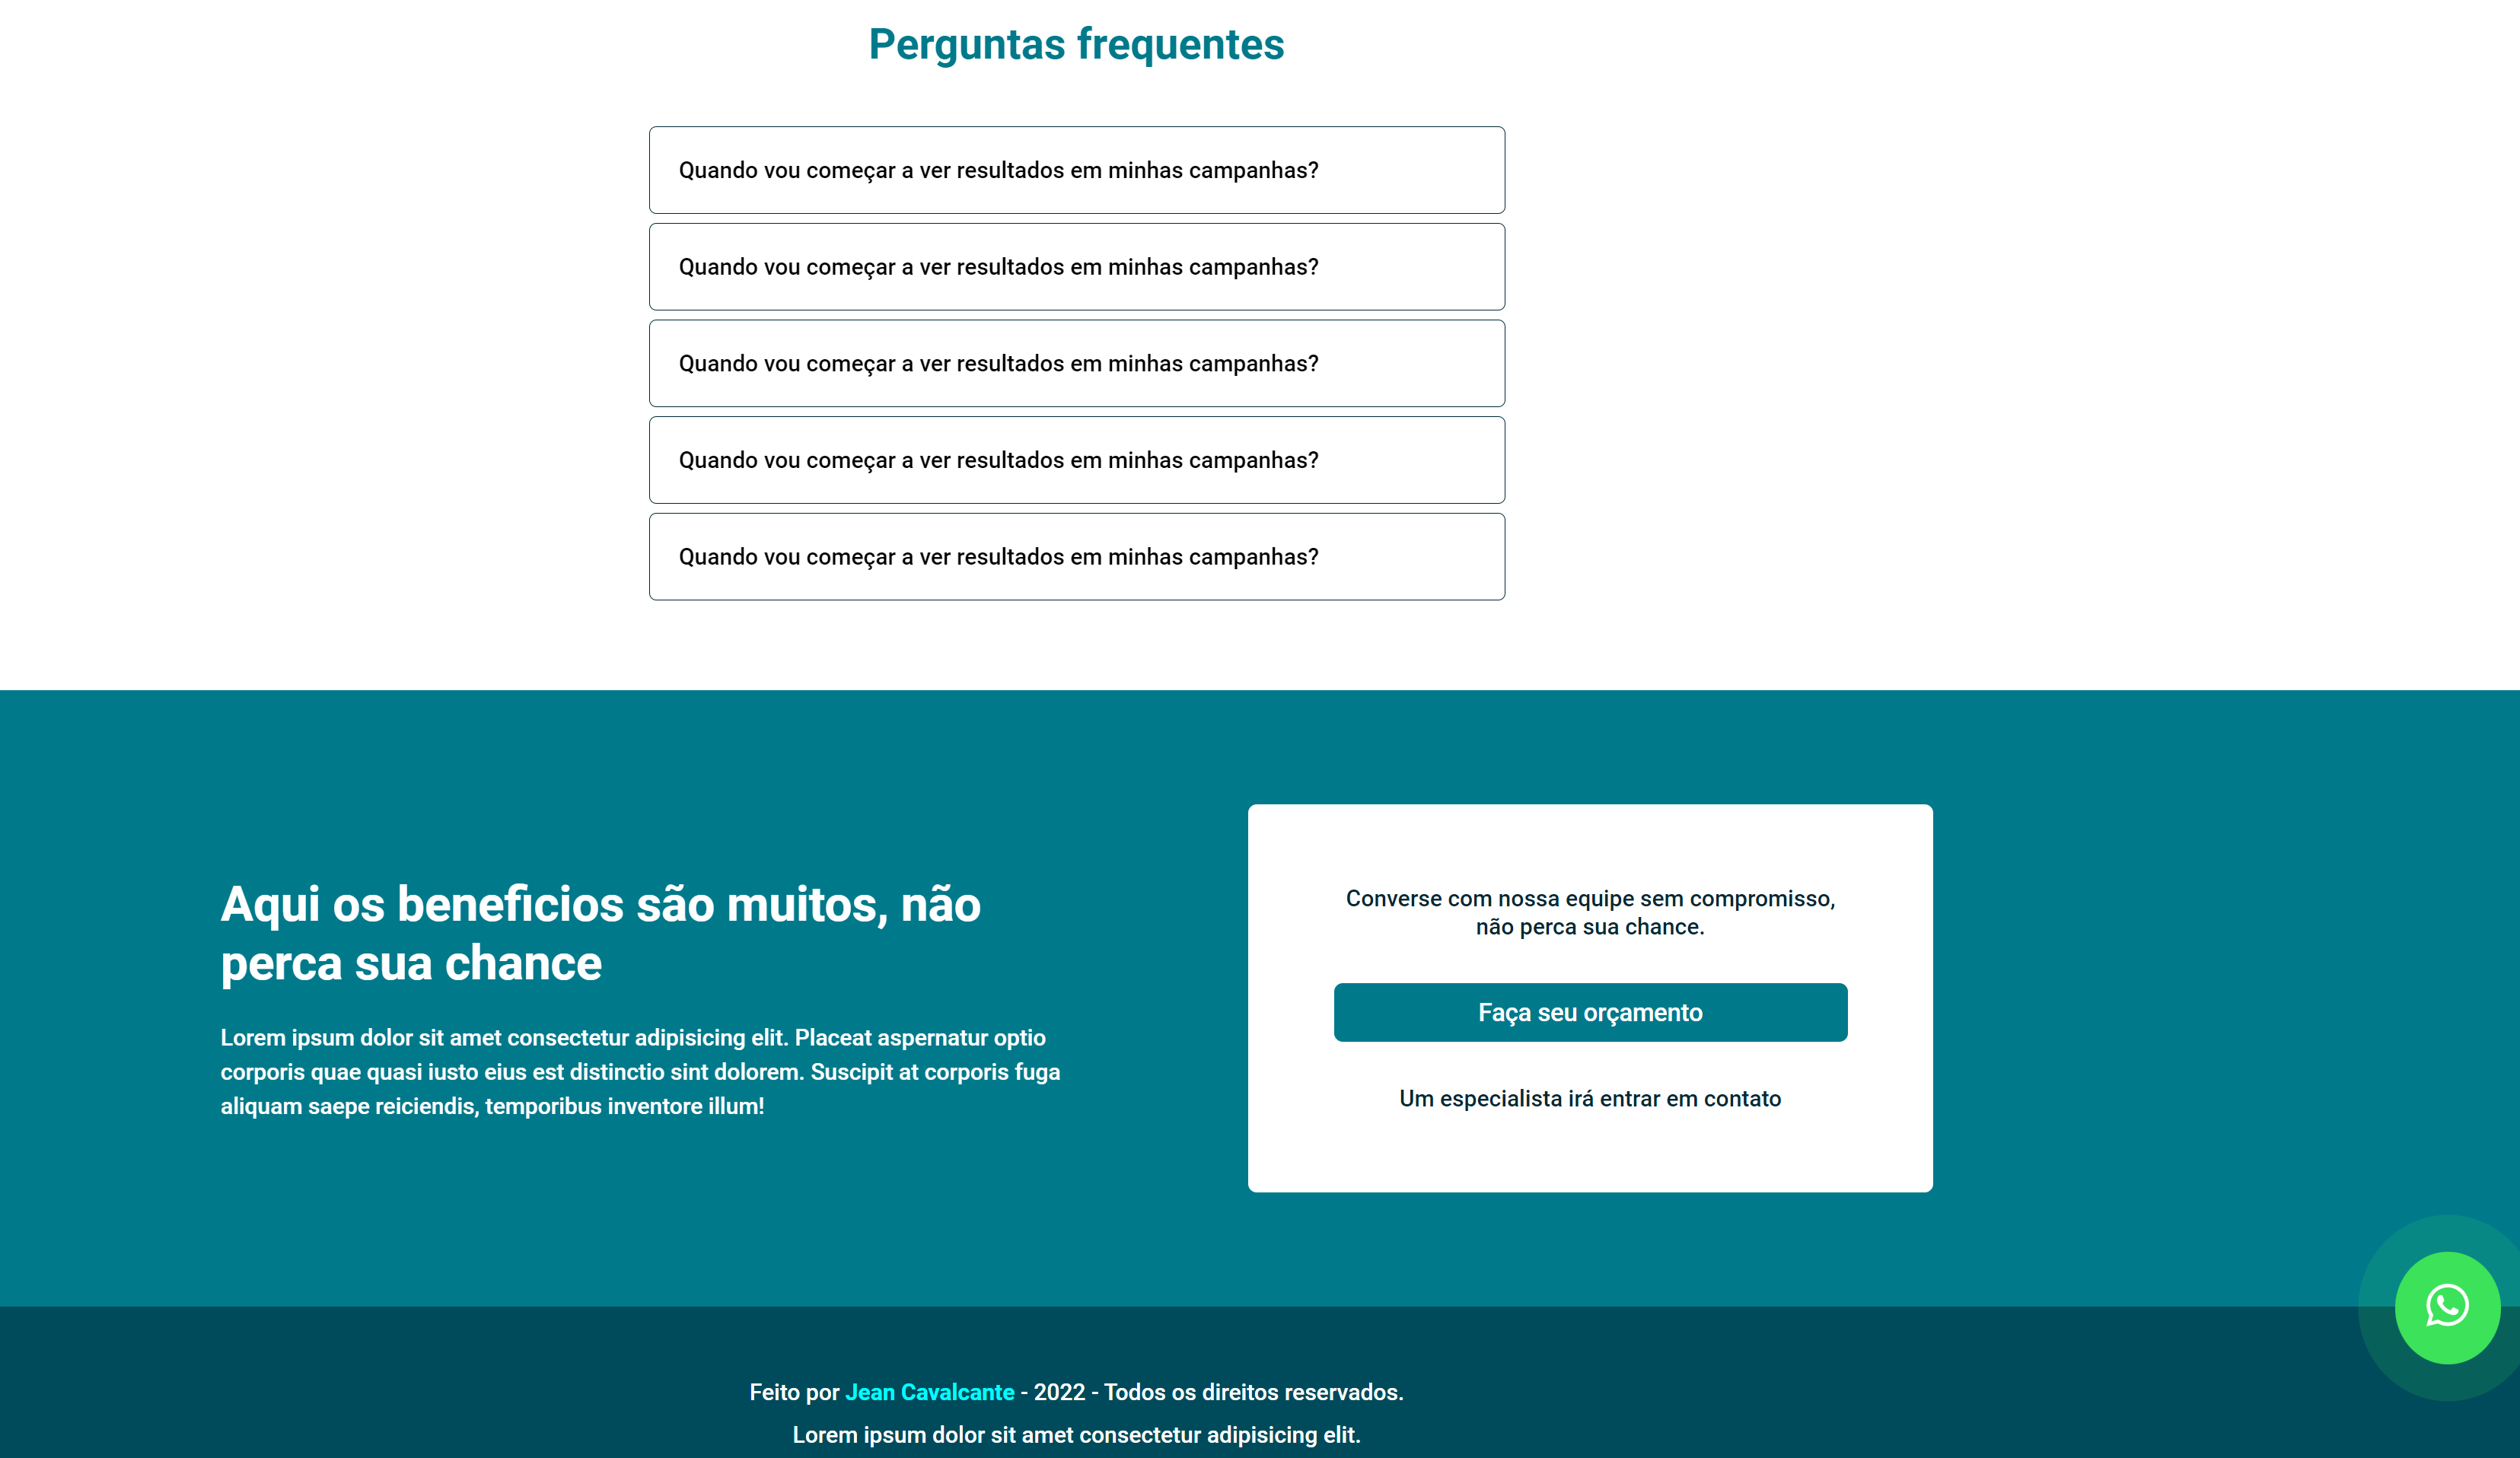 Perguntas frequentes
Quando vou começar a ver resultados em minhas campanhas?
Quando vou começar a ver resultados em minhas campanhas?
Quando vou começar a ver resultados em minhas campanhas?
Quando vou começar a ver resultados em minhas campanhas?
Quando vou começar a ver resultados em minhas campanhas?
Aqui os beneficios são muitos, não
perca sua chance
Lorem ipsum dolor sit amet consectetur adipisicing elit. Placeat aspernatur optio
corporis quae quasi iusto eius est distinctio sint dolorem. Suscipit at corporis fuga
aliquam saepe reiciendis, temporibus inventore illum!
Converse com nossa equipe sem compromisso,
não perca sua chance.
Faça seu orçamento
Um especialista irá entrar em contato
Feito por Jean Cavalcante - 2022 - Todos os direitos reservados.
Lorem ipsum dolor sit amet consectetur adipisicing elit.